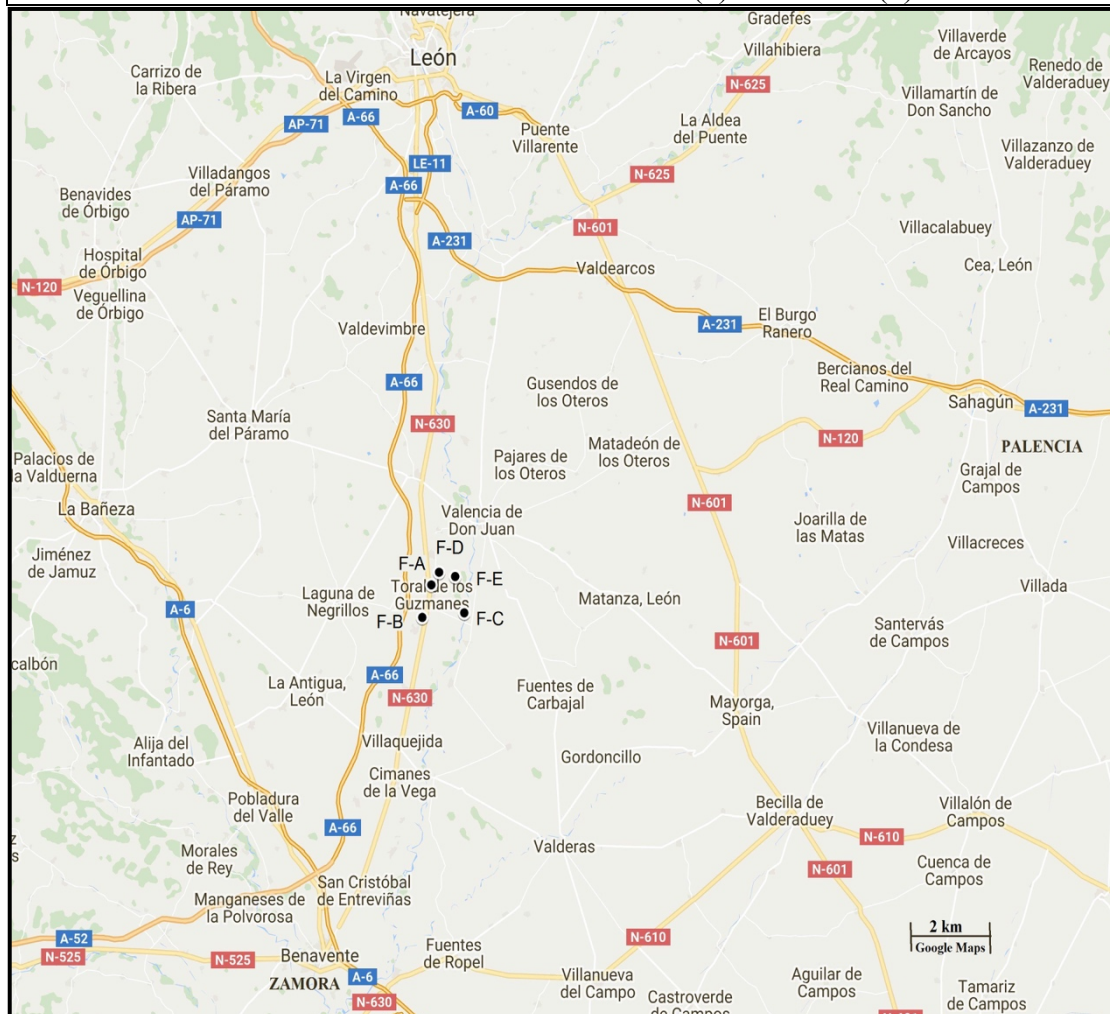 Navatejera
León
Gradefes
Villahibiera
Villaverde
de Arcayos
Renedo de
Valderaduey
Carrizo de
la Ribera
La Virgen
del Camino
A-66
A-60
N-625
Villamartín de
Don Sancho
AP-71
Puente
Villarente
La Aldea
del Puente
Villazanzo de
Valderaduey
LE-11
Villadangos
del Páramo
A-66
N-625
Benavides
de Órbigo
AP-71
N-601
Villacalabuey
A-231
Hospital
de Órbigo
Valdearcos
Cea, León
N-120
Veguellina
de Órbigo
Valdevimbre
El Burgo
Ranero
A-231
A-66
Gusendos de
los Oteros
Bercianos del
Real Camino
Sahagún
A-231
Santa María
del Páramo
N-630
Matadeón de
los Oteros
N-120
PALENCIA
Palacios de
la Valduerna
Pajares de
los Oteros
Grajal de
Campos
La Bañeza
N-601
Valencia de
Don Juan
Joarilla de
las Matas
Villacreces
Jiménez
de Jamuz
F-D
F-A
F-E
Toral de los
Guzmanes
Villada
Laguna de
Negrillos
Matanza, León
A-6
F-B
F-C
Santervás
de Campos
N-601
calbón
A-66
La Antigua,
León
N-630
Fuentes de
Carbajal
Mayorga,
Spain
Villanueva de
la Condesa
Alija del
Infantado
Villaquejida
Gordoncillo
Cimanes
de la Vega
Pobladura
del Valle
Becilla de
Valderaduey
Villalón de
Campos
A-66
N-610
Valderas
Morales
de Rey
N-601
Cuenca de
Campos
San Cristóbal
de Entreviñas
Manganeses de
la Polvorosa
2 km
Google Maps
A-52
N-610
N-525
N-525
Benavente
Fuentes
de Ropel
ZAMORA
A-6
Villanueva
del Campo
Aguilar de
Campos
Tamariz
de Campos
N-630
Castroverde
de Campos